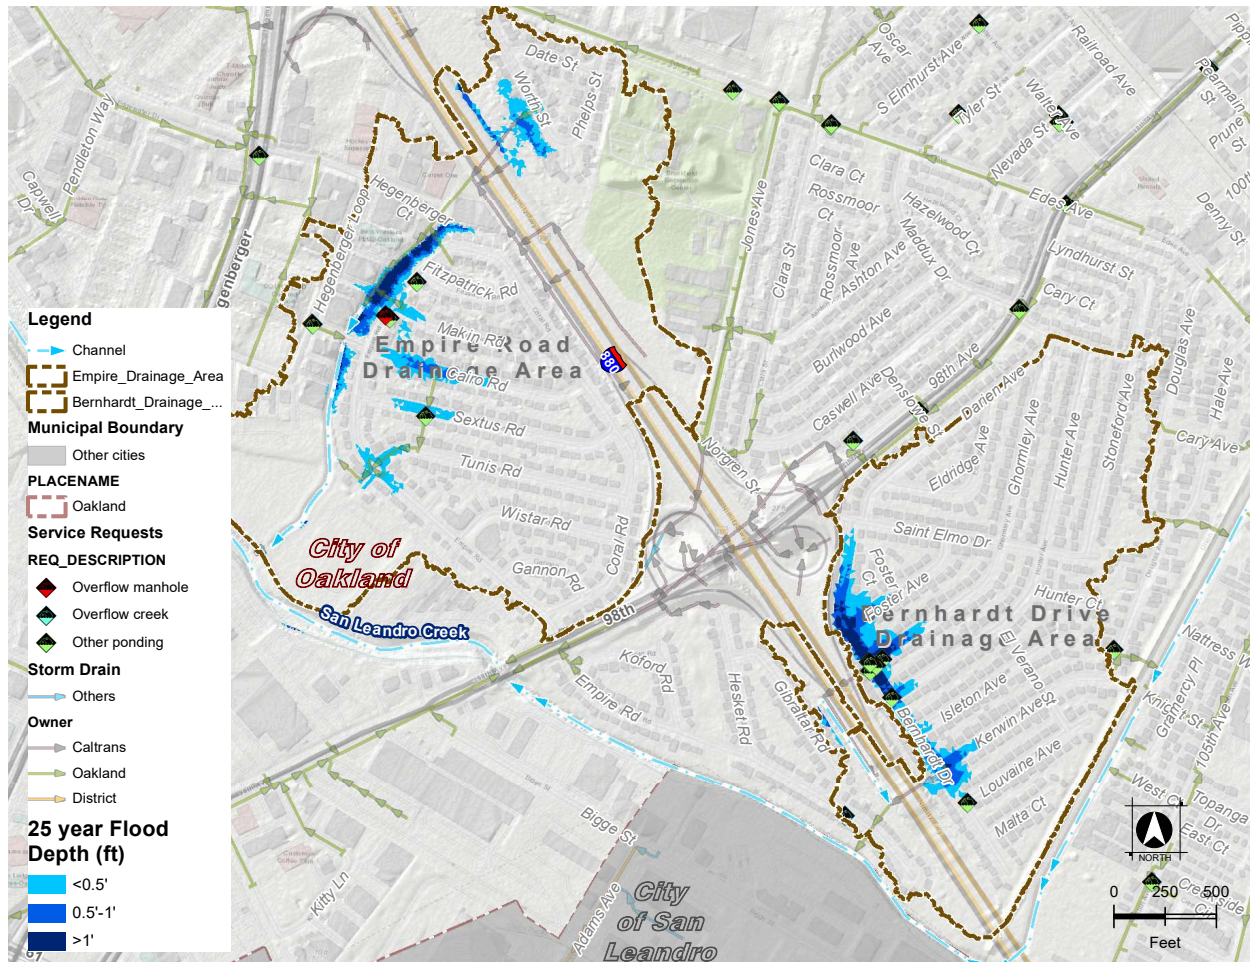 Date St
Worth St
Phelps St
Oscar Ave
S Elmhurst Ave
Railroad Ave
Tyler St
Walter Ave
Nevada St
Pearmain St
Prune St
Pendleton Way
Capwell Dr
Hegenberger Ct
Hegenberger Loop
Clara Ct
Rossmoor Ct
Hazelwood Ct
Edes Ave
Denny St
Jones Ave
Clara St
Rossmoor Ave
Ashton Ave
Maddux Dr
Lyndhurst St
Cary Ct
Fitzpatrick Rd
Makin Rd
Empire Road
Drainage Area
Cairo Rd
880
Burlwood Ave
98th Ave
Douglas Ave
Hale Ave
Caswell Ave
Denslowe St
Darien Ave
Stoneford Ave
Sextus Rd
Norgren St
Eldridge Ave
Ghormley Ave
Hunter Ave
Cary Ave
Tunis Rd
Wistar Rd
Coral Rd
Gannon Rd
Saint Elmo Dr
Foster Ct
Foster Ave
Hunter Ct
City of
Oakland
San Leandro Creek
98th
Bernhardt Drive
Drainage Area
El Verano St
Nattress W
Gramercy Pl
Knight St
105th Ave
Koford Rd
Empire Rd
Hesket Rd
Gibraltar Rd
Isleton Ave
Bernhardt Dr
Kerwin Ave
Louvaine Ave
Malta Ct
West Ct
Topanga Dr
East Ct
Bigge St
Adams Ave
Kitty Ln
City
of San
Leandro
Legend
Channel
Empire_Drainage_Area
Bernhardt_Drainage_...
Municipal Boundary
Other cities
PLACENAME
Oakland
Service Requests
REQ_DESCRIPTION
Overflow manhole
Overflow creek
Other ponding
Storm Drain
Others
Owner
Caltrans
Oakland
District
25 year Flood
Depth (ft)
<0.5'
0.5'-1'
>1'
NORTH
0 250 500
Feet